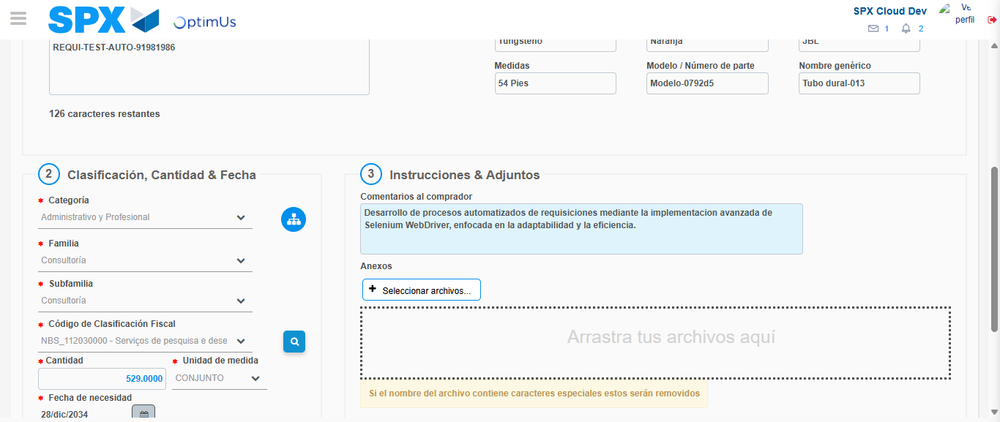 SPX OptimUs
SPX Cloud Dev
Ve
perfil
1 2
REQUI-TEST-AUTO-91981986
126 caracteres restantes
Tungsteno
Naranja
JBL
Medidas
Modelo / Número de parte
Nombre genérico
54 Pies
Modelo-0792d5
Tubo dural-013
2 Clasificación, Cantidad & Fecha
* Categoría
Administrativo y Profesional
* Familia
Consultoría
* Subfamilia
Consultoría
* Código de Clasificación Fiscal
NBS_112030000 - Serviços de pesquisa e dese
* Cantidad
* Unidad de medida
529.0000
CONJUNTO
* Fecha de necesidad
28/dic/2034
3 Instrucciones & Adjuntos
Comentarios al comprador
Desarrollo de procesos automatizados de requisiciones mediante la implementacion avanzada de
Selenium WebDriver, enfocada en la adaptabilidad y la eficiencia.
Anexos
+ Seleccionar archivos...
Arrastra tus archivos aquí
Si el nombre del archivo contiene caracteres especiales estos serán removidos